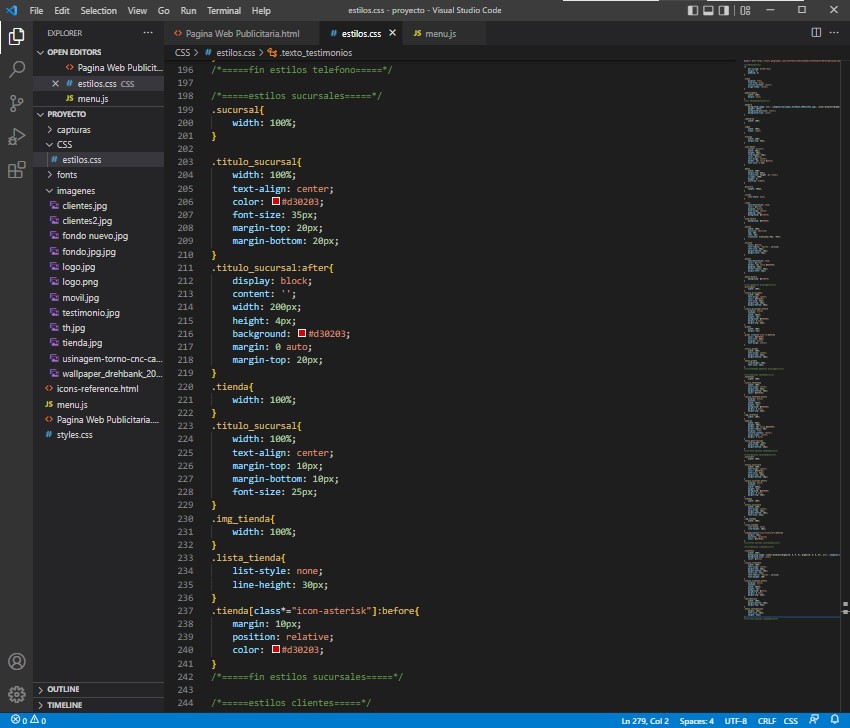 File Edit Selection View Go Run Terminal Help estilos.css - proyecto - Visual Studio Code
EXPLORER
OPEN EDITORS
Pagina Web Publicit...
estilos.css CSS
menu.js
PROYECTO
capturas
CSS
estilos.css
fonts
imagenes
clientes.jpg
clientes2.jpg
fondo nuevo.jpg
fondo.jpg.jpg
logo.jpg
logo.png
movil.jpg
testimonio.jpg
th.jpg
tienda.jpg
usinagem-torno-cnc-ca...
wallpaper_drehbank_20...
icons-reference.html
menu.js
Pagina Web Publicitaria....
styles.css
OUTLINE
TIMELINE
Pagina Web Publicitaria.html estilos.css menu.js
CSS > estilos.css > .texto_testimonios
196 /*=====fin estilos telefono=====*/
197
198 /*=====estilos sucursales=====*/
199 .sucursal{
200 width: 100%;
201 }
202
203 .titulo_sucursal{
204 width: 100%;
205 text-align: center;
206 color: #d30203;
207 font-size: 35px;
208 margin-top: 20px;
209 margin-bottom: 20px;
210 }
211 .titulo_sucursal:after{
212 display: block;
213 content: '';
214 width: 200px;
215 height: 4px;
216 background: #d30203;
217 margin: 0 auto;
218 margin-top: 20px;
219 }
220 .tienda{
221 width: 100%;
222 }
223 .titulo_sucursal{
224 width: 100%;
225 text-align: center;
226 margin-top: 10px;
227 margin-bottom: 10px;
228 font-size: 25px;
229 }
230 .img_tienda{
231 width: 100%;
232 }
233 .lista_tienda{
234 list-style: none;
235 line-height: 30px;
236 }
237 .tienda[class*="icon-asterisk"]:before{
238 margin: 10px;
239 position: relative;
240 color: #d30203;
241 }
242 /*=====fin estilos sucursales=====*/
243
244 /*=====estilos clientes=====*/
0 0 Ln 279, Col 2 Spaces: 4 UTF-8 CRLF CSS